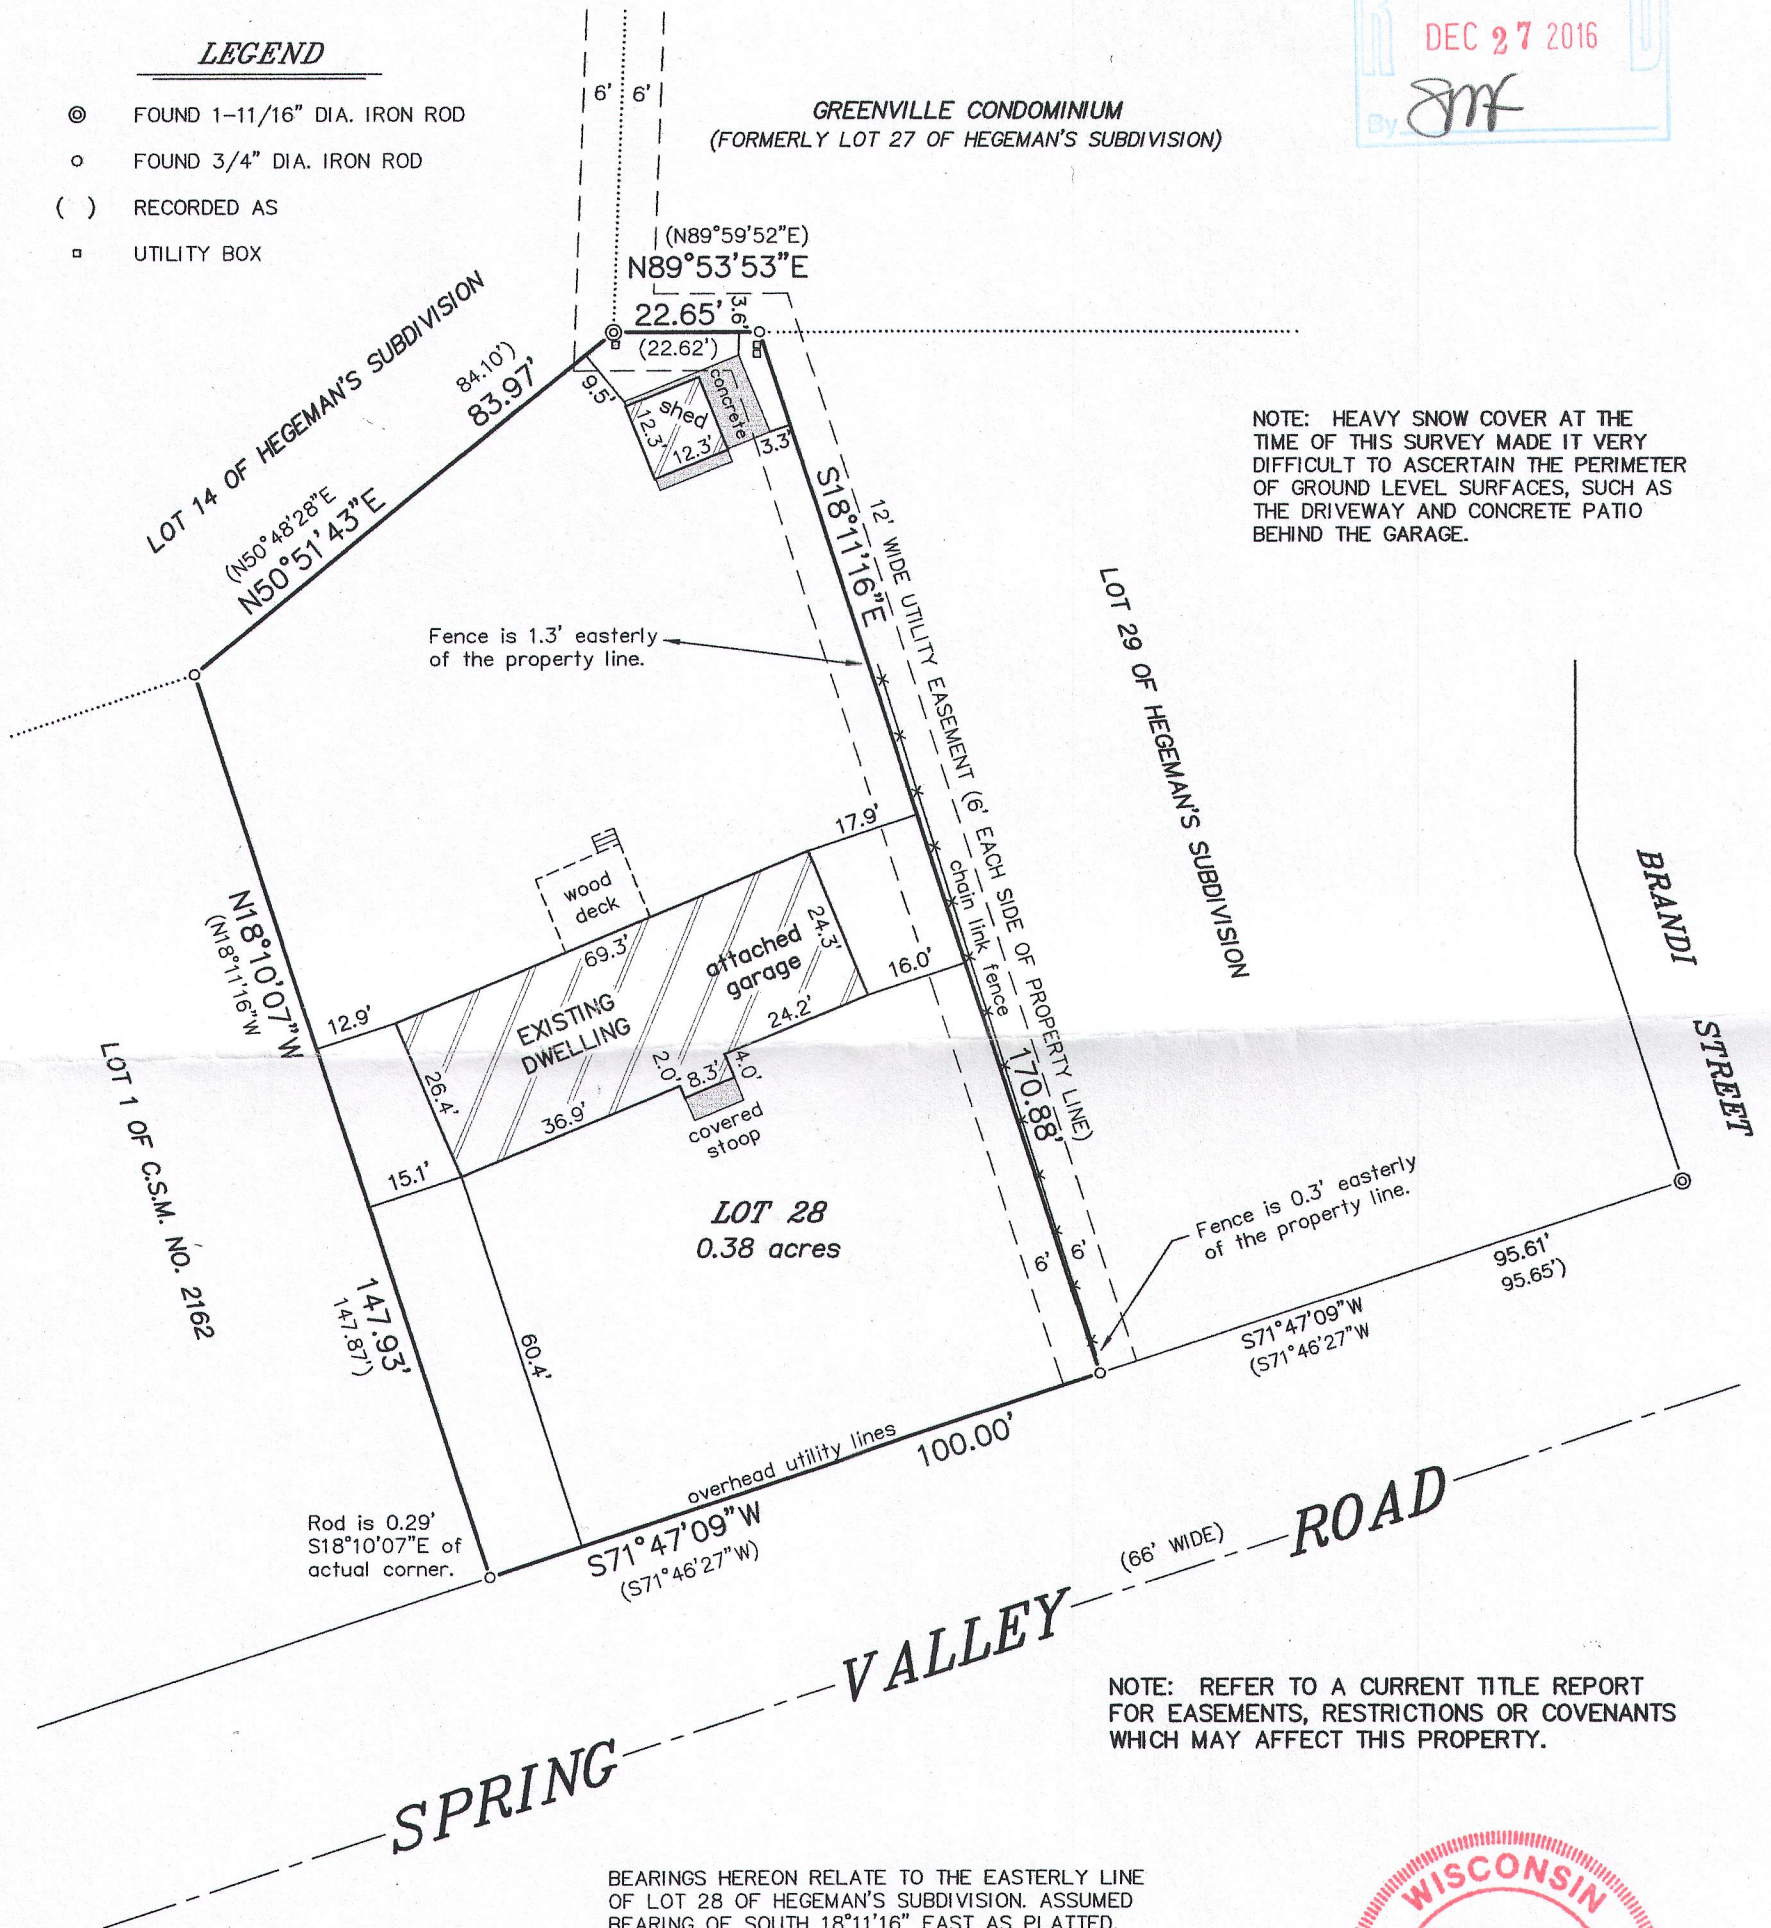 LEGEND
FOUND 1-11/16" DIA. IRON ROD
FOUND 3/4" DIA. IRON ROD
( ) RECORDED AS
UTILITY BOX
DEC 27 2016
By
6' 6'
GREENVILLE CONDOMINIUM
(FORMERLY LOT 27 OF HEGEMAN'S SUBDIVISION)
(N89°59'52"E)
N89°53'53"E
22.65'
(22.62')
3.6'
LOT 14 OF HEGEMAN'S SUBDIVISION
84.10')
83.97'
(N50°48'28"E
N50°51'43"E
9.5'
shed
12.3'
12.3'
concrete
3.3'
S18°11'16"E
12' WIDE UTILITY EASEMENT (6' EACH SIDE OF PROPERTY LINE)
NOTE: HEAVY SNOW COVER AT THE
TIME OF THIS SURVEY MADE IT VERY
DIFFICULT TO ASCERTAIN THE PERIMETER
OF GROUND LEVEL SURFACES, SUCH AS
THE DRIVEWAY AND CONCRETE PATIO
BEHIND THE GARAGE.
Fence is 1.3' easterly
of the property line.
LOT 29 OF HEGEMAN'S SUBDIVISION
BRANDI STREET
17.9'
wood
deck
69.3'
attached
garage
24.3'
chain link fence
16.0'
24.2'
EXISTING
DWELLING
12.9'
N18°10'07"W
(N18°11'16"W
26.4'
36.9'
2.0'
8.3'
4.0'
covered
stoop
170.88'
LOT 1 OF C.S.M. NO. 2162
15.1'
LOT 28
0.38 acres
6' 6'
Fence is 0.3' easterly
of the property line.
95.61'
95.65')
S71°47'09"W
(S71°46'27"W
147.93'
147.87')
60.4'
overhead utility lines
100.00'
S71°47'09"W
(S71°46'27"W)
Rod is 0.29'
S18°10'07"E of
actual corner.
SPRING VALLEY ROAD
(66' WIDE)
NOTE: REFER TO A CURRENT TITLE REPORT
FOR EASEMENTS, RESTRICTIONS OR COVENANTS
WHICH MAY AFFECT THIS PROPERTY.
BEARINGS HEREON RELATE TO THE EASTERLY LINE
OF LOT 28 OF HEGEMAN'S SUBDIVISION. ASSUMED
BEARING OF SOUTH 18°11'16" EAST AS PLATTED.
WISCONSIN